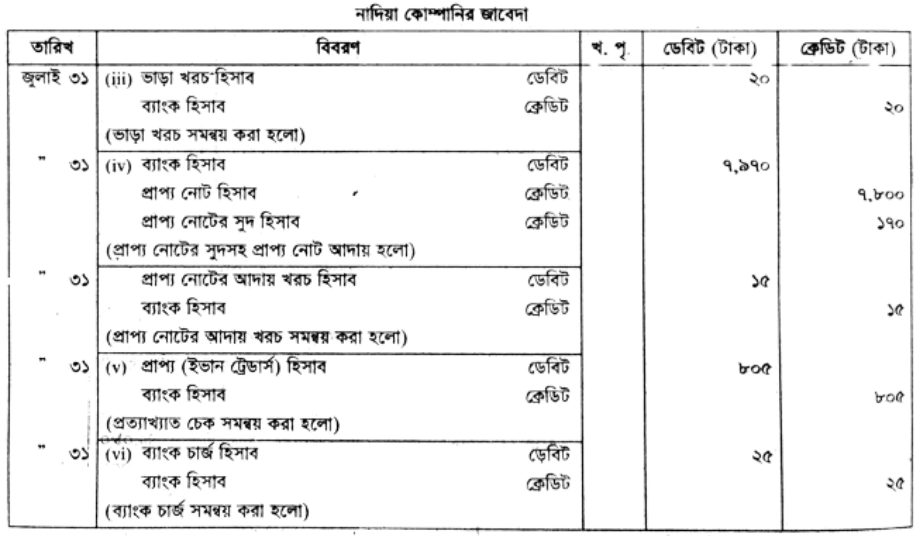 নাদিয়া কোম্পানির জাবেদা
তারিখ বিবরণ খ. পৃ. ডেবিট (টাকা) ক্রেডিট (টাকা)
জুলাই ৩১ (iii) ভাড়া খরচ হিসাব ডেবিট ২০
ব্যাংক হিসাব ক্রেডিট ২০
(ভাড়া খরচ সমন্বয় করা হলো)
" ৩১ (iv) ব্যাংক হিসাব ডেবিট ৭,৯৭০
প্রাপ্য নোট হিসাব ক্রেডিট ৭,৮০০
প্রাপ্য নোটের সুদ হিসাব ক্রেডিট ১৭০
(প্রাপ্য নোটের সুদসহ প্রাপ্য নোট আদায় হলো)
" ৩১ প্রাপ্য নোটের আদায় খরচ হিসাব ডেবিট ১৫
ব্যাংক হিসাব ক্রেডিট ১৫
(প্রাপ্য নোটের আদায় খরচ সমন্বয় করা হলো)
" ৩১ (v) প্রাপ্য (ইভান ট্রেডার্স) হিসাব ডেবিট ৮০৫
ব্যাংক হিসাব ক্রেডিট ৮০৫
(প্রত্যাখ্যাত চেক সমন্বয় করা হলো)
" ৩১ (vi) ব্যাংক চার্জ হিসাব ডেবিট ২৫
ব্যাংক হিসাব ক্রেডিট ২৫
(ব্যাংক চার্জ সমন্বয় করা হলো)